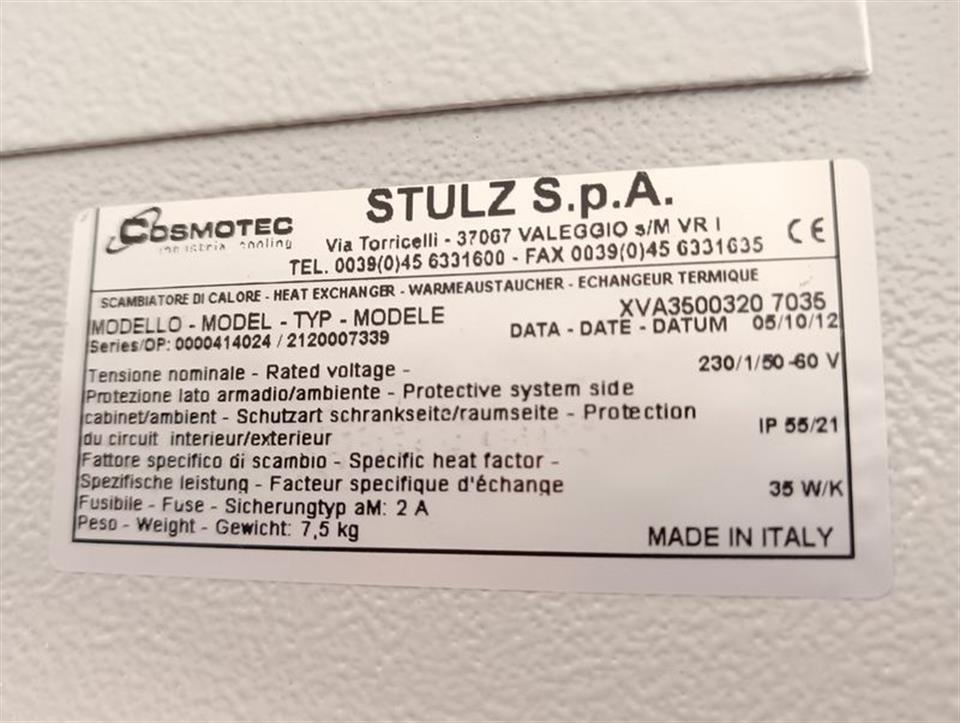 COSMOTEC
industrial cooling
STULZ S.p.A.
Via Torricelli - 37067 VALEGGIO s/M VR I
TEL. 0039(0)45 6331600 - FAX 0039(0)45 6331635
CE
SCAMBIATORE DI CALORE - HEAT EXCHANGER - WARMEAUSTAUCHER - ECHANGEUR TERMIQUE
MODELLO - MODEL - TYP - MODELE XVA3500320 7035
Series/OP: 0000414024 / 2120007339 DATA - DATE - DATUM 05/10/12
Tensione nominale - Rated voltage - 230/1/50-60 V
Protezione lato armadio/ambiente - Protective system side
cabinet/ambient - Schutzart schrankseite/raumseite - Protection
du circuit interieur/exterieur IP 55/21
Fattore specifico di scambio - Specific heat factor -
Spezifische leistung - Facteur specifique d'échange 35 W/K
Fusibile - Fuse - Sicherungtyp aM: 2 A
Peso - Weight - Gewicht: 7,5 kg
MADE IN ITALY